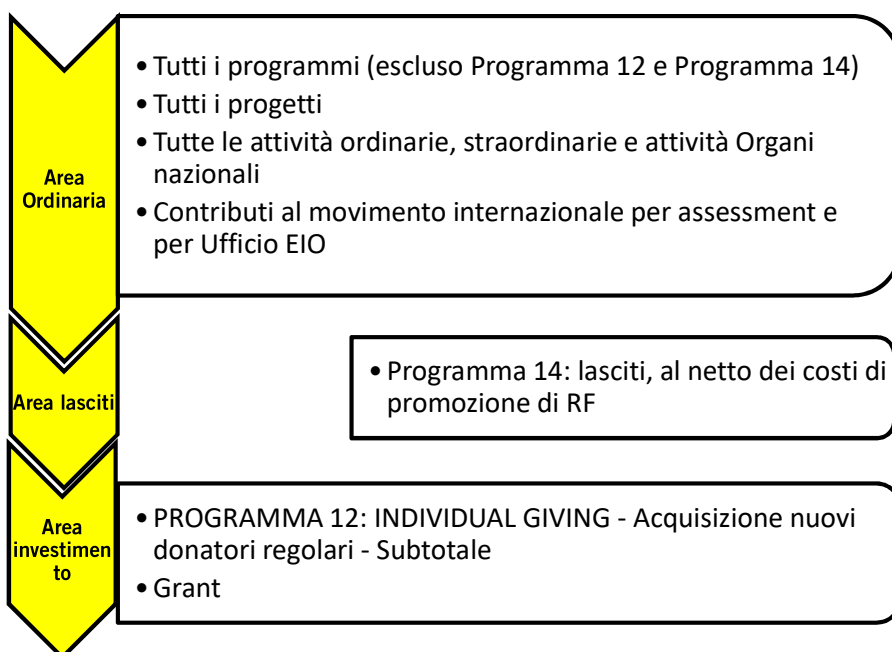 Area
Ordinaria
• Tutti i programmi (escluso Programma 12 e Programma 14)
• Tutti i progetti
• Tutte le attività ordinarie, straordinarie e attività Organi
nazionali
• Contributi al movimento internazionale per assessment e
per Ufficio EIO
Area lasciti
• Programma 14: lasciti, al netto dei costi di
promozione di RF
Area
investimen
to
• PROGRAMMA 12: INDIVIDUAL GIVING - Acquisizione nuovi
donatori regolari - Subtotale
• Grant